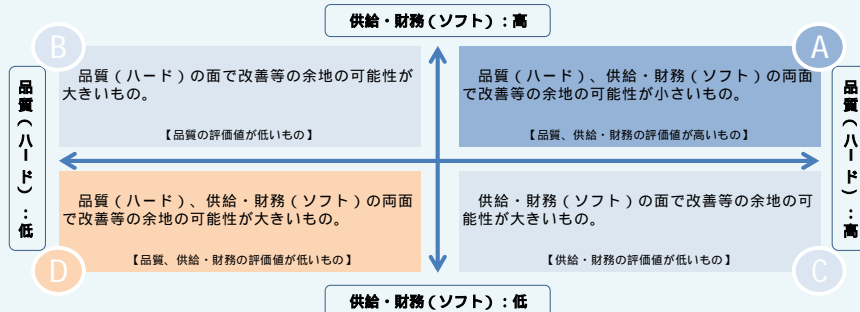 供給・財務(ソフト):高
B
A
品質(ハード):低
品質(ハード)の面で改善等の余地の可能性が
大きいもの。
【品質の評価値が低いもの】
品質(ハード)、供給・財務(ソフト)の両面
で改善等の余地の可能性が小さいもの。
【品質、供給・財務の評価値が高いもの】
品質(ハード):高
品質(ハード)、供給・財務(ソフト)の両面
で改善等の余地の可能性が大きいもの。
【品質、供給・財務の評価値が低いもの】
供給・財務(ソフト)の面で改善等の余地の可
能性が大きいもの。
【供給・財務の評価値が低いもの】
D
C
供給・財務(ソフト):低